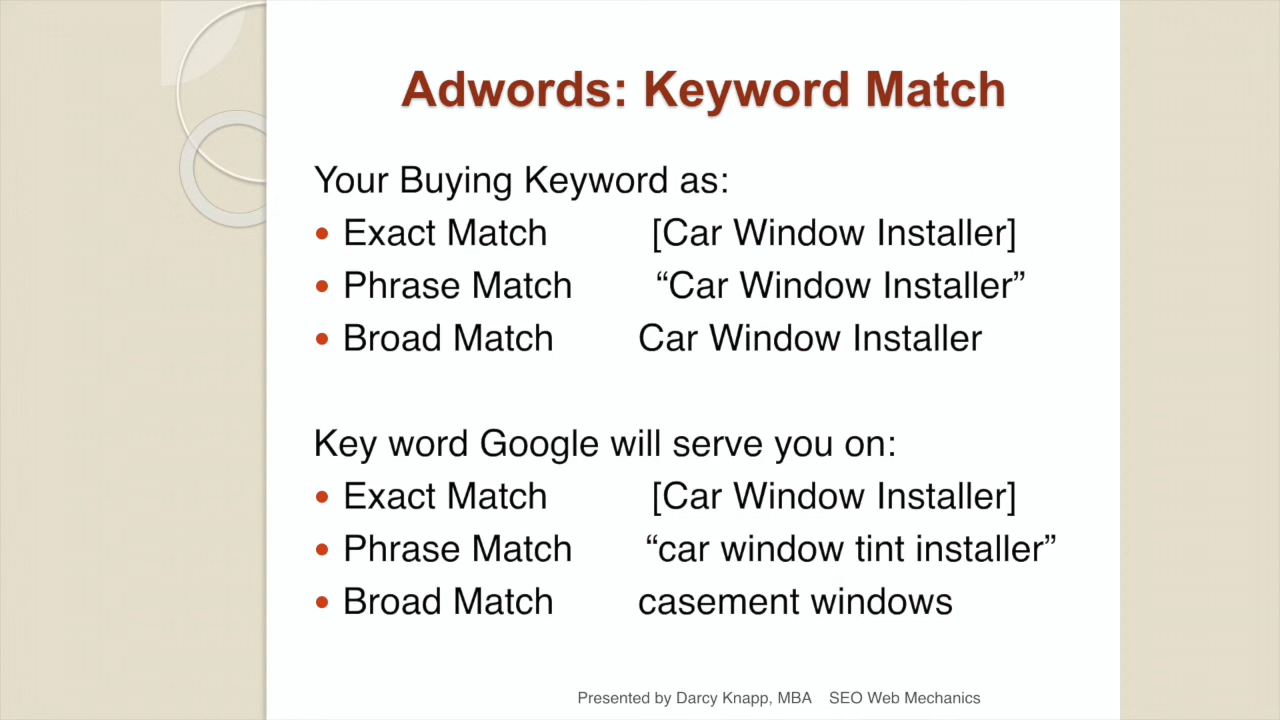 Adwords: Keyword Match
Your Buying Keyword as:
• Exact Match [Car Window Installer]
• Phrase Match “Car Window Installer”
• Broad Match Car Window Installer
Key word Google will serve you on:
• Exact Match [Car Window Installer]
• Phrase Match “car window tint installer”
• Broad Match casement windows
Presented by Darcy Knapp, MBA SEO Web Mechanics